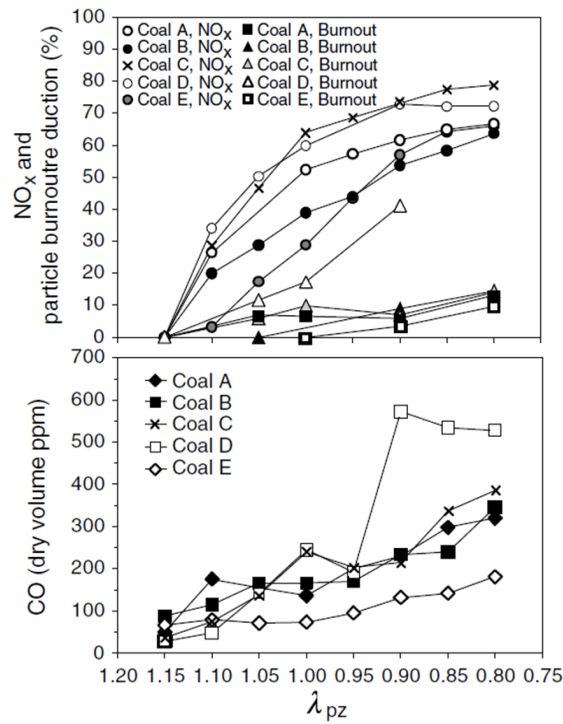 100
90
80
70
60
50
40
30
20
10
0
NOx and
particle burnoutre duction (%)
Coal A, NOx Coal A, Burnout
Coal B, NOx Coal B, Burnout
Coal C, NOx Coal C, Burnout
Coal D, NOx Coal D, Burnout
Coal E, NOx Coal E, Burnout
700
600
500
400
300
200
100
0
CO (dry volume ppm)
Coal A
Coal B
Coal C
Coal D
Coal E
1.20 1.15 1.10 1.05 1.00 0.95 0.90 0.85 0.80 0.75
λpz